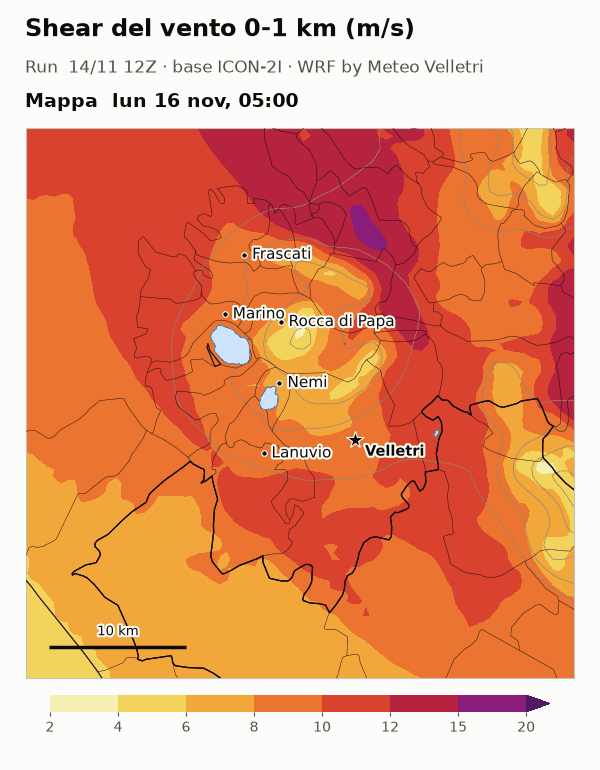 Shear del vento 0-1 km (m/s)
Run  14/11 12Z · base ICON-2I · WRF by Meteo Velletri
Mappa  lun 16 nov, 05:00
Frascati
Marino
Rocca di Papa
Nemi
Velletri
Lanuvio
10 km
2 4 6 8 10 12 15 20